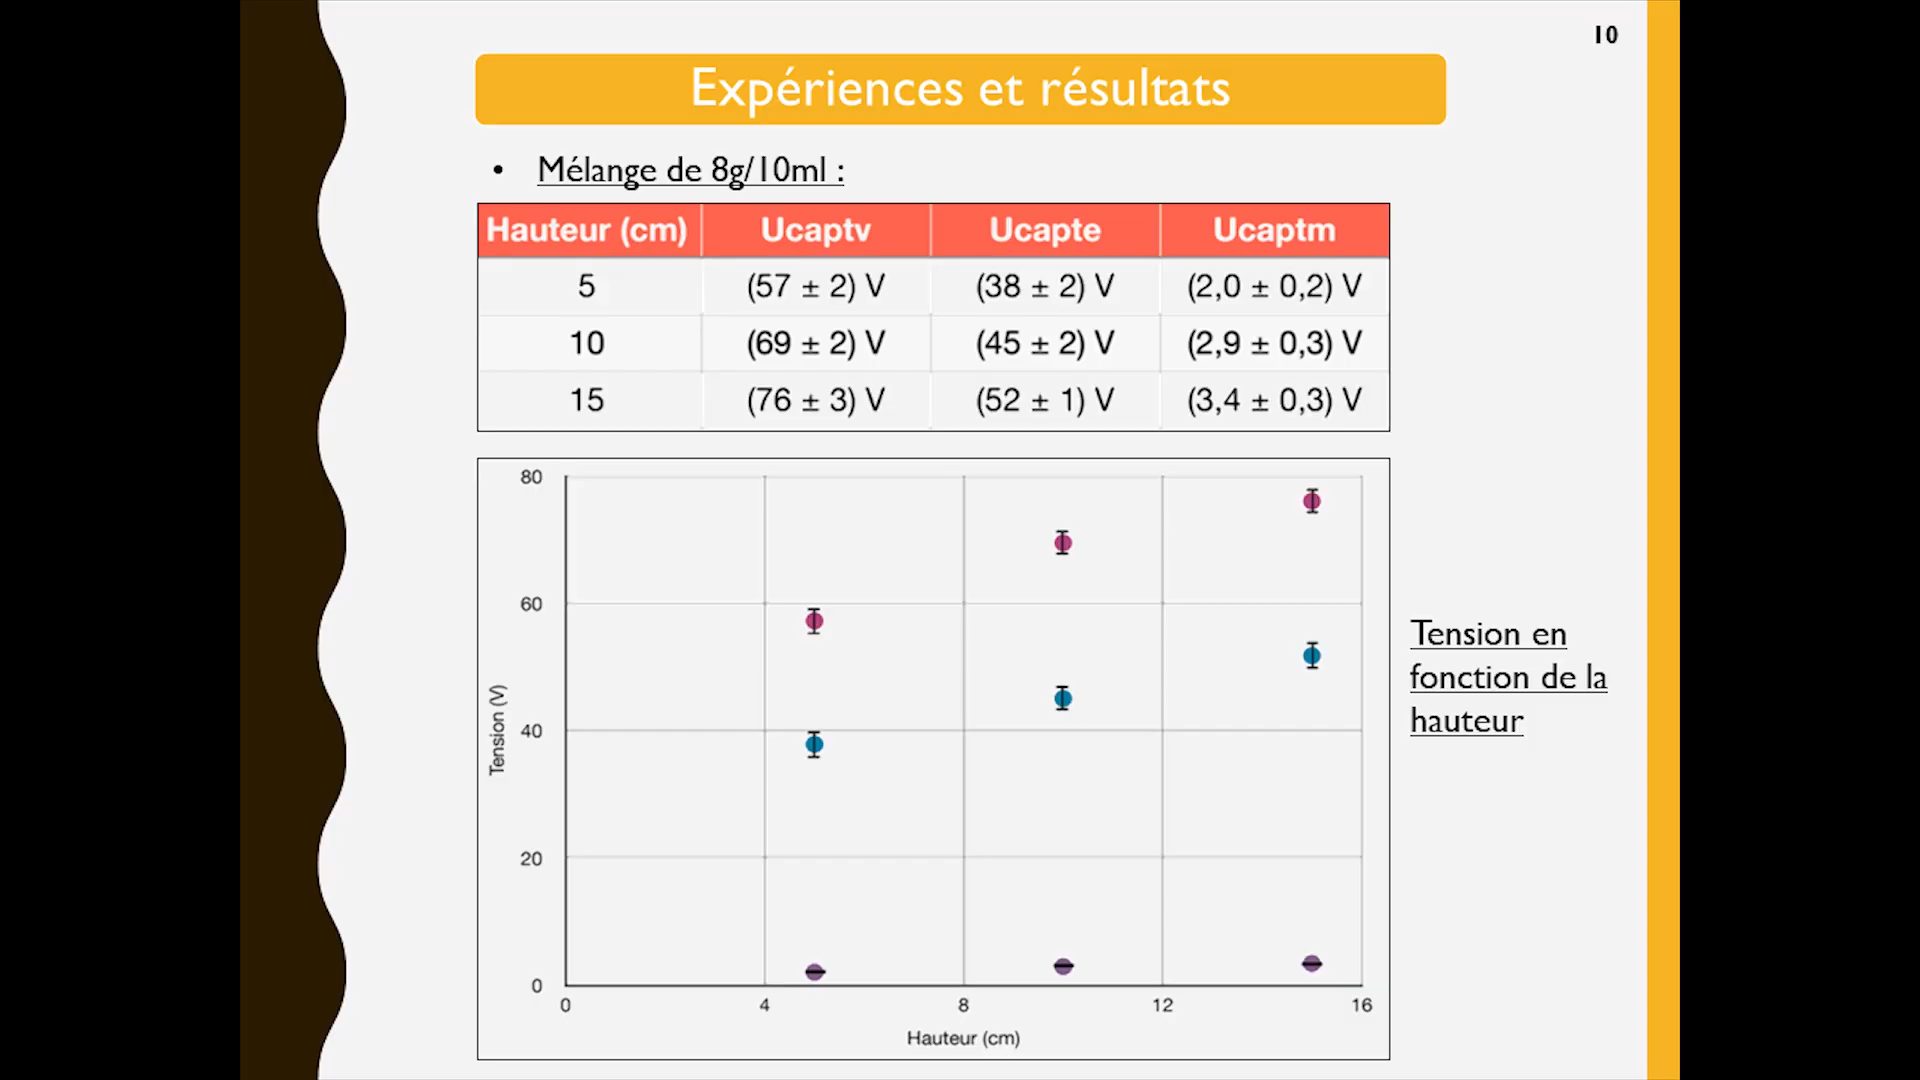 10
Expériences et résultats
• Mélange de 8g/10ml :
Hauteur (cm) Ucaptv Ucapte Ucaptm
5 (57 ± 2) V (38 ± 2) V (2,0 ± 0,2) V
10 (69 ± 2) V (45 ± 2) V (2,9 ± 0,3) V
15 (76 ± 3) V (52 ± 1) V (3,4 ± 0,3) V
80
60
40
20
0
Tension (V)
0 4 8 12 16
Hauteur (cm)
Tension en
fonction de la
hauteur